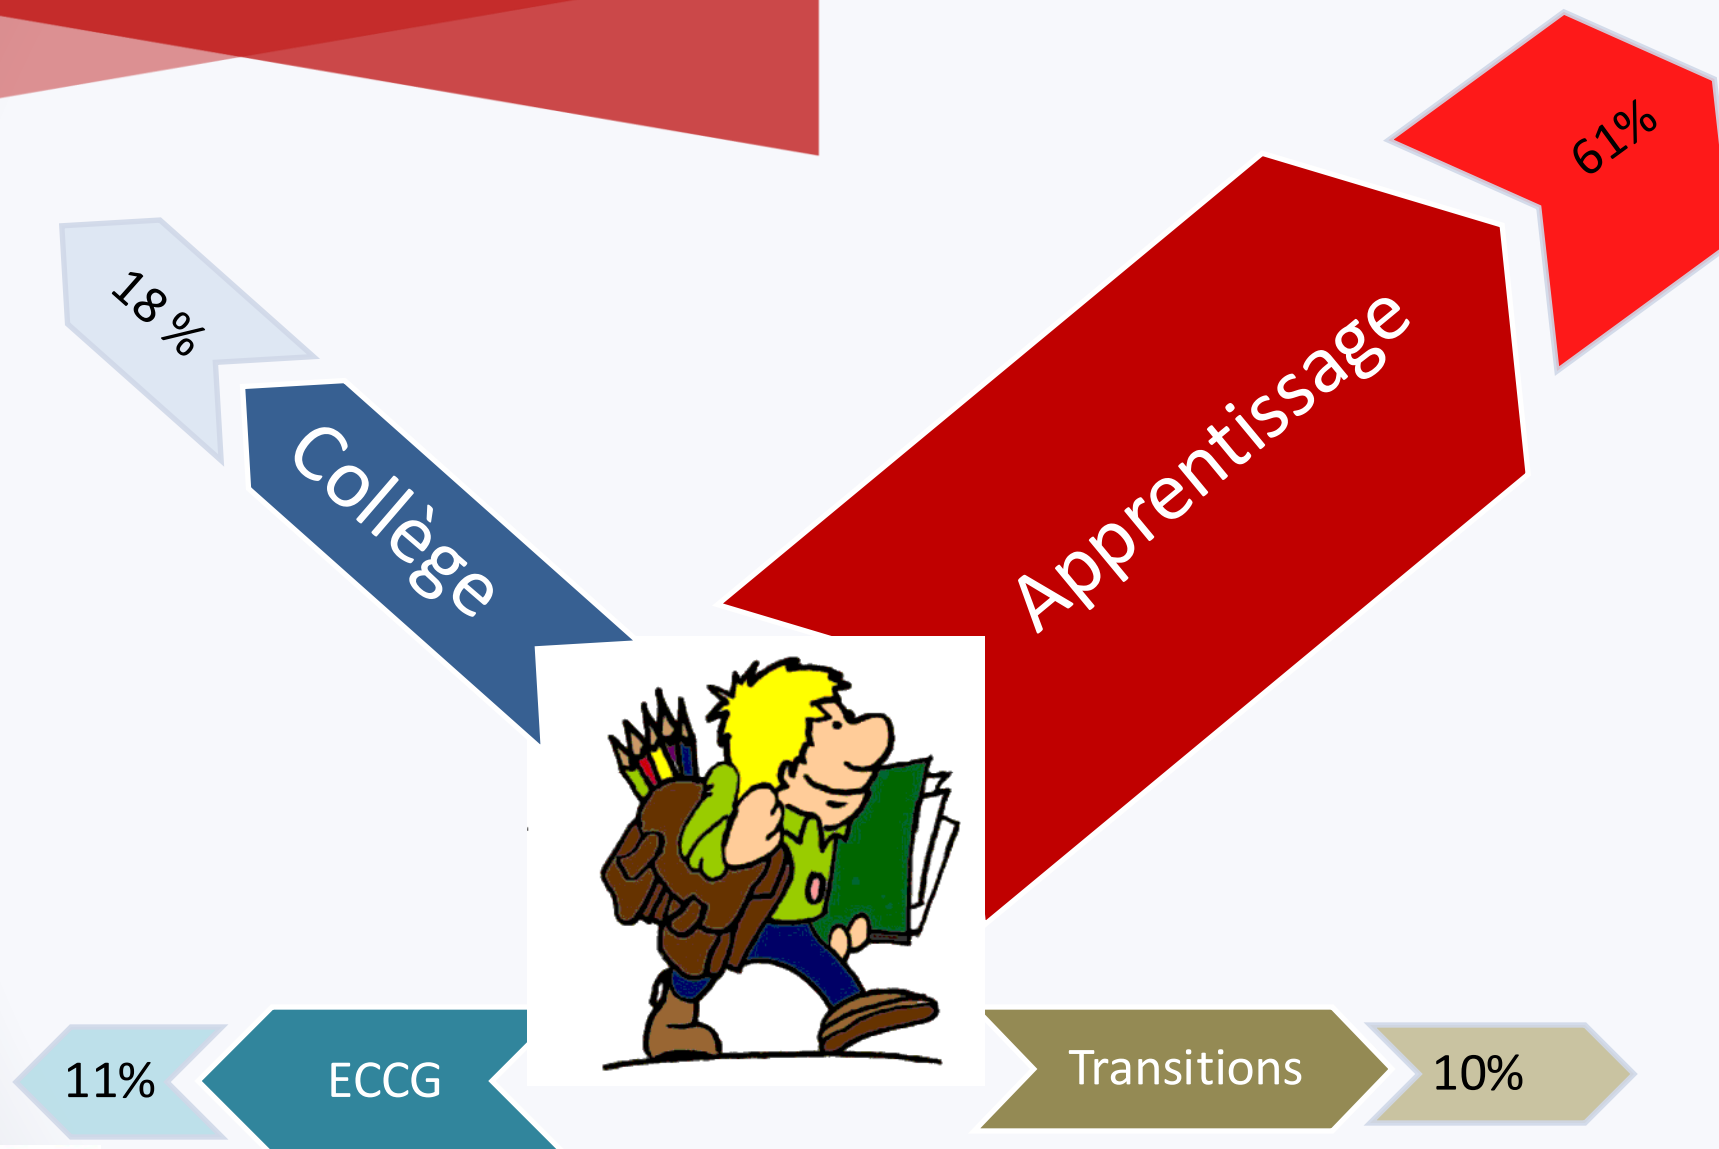 61%
18 %
Apprentissage
Collège
11%
ECCG
Transitions
10%